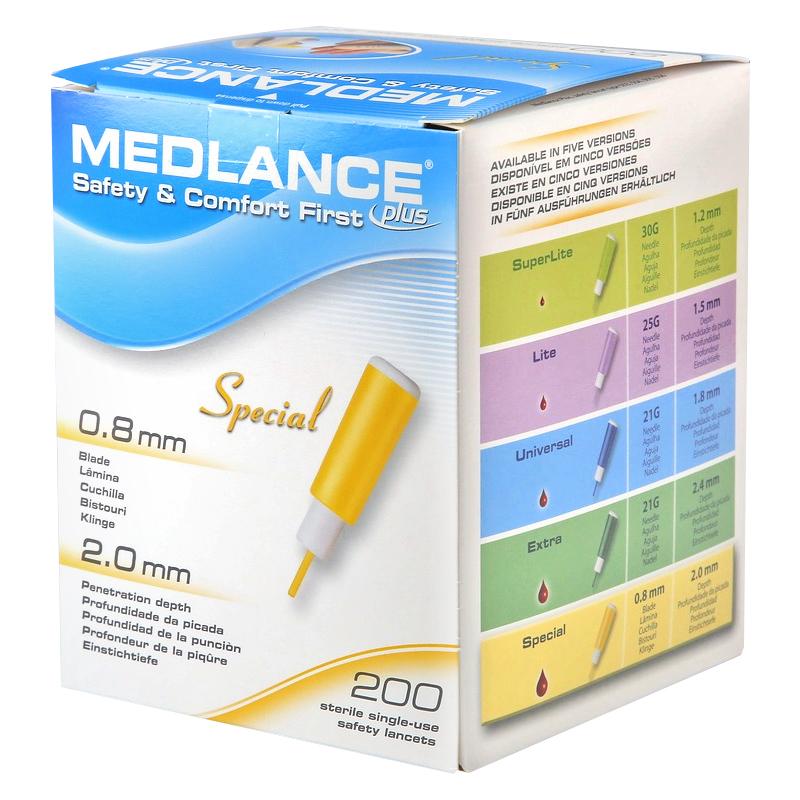 Special
MEDLANCE
Safety & Comfort First
Pull down to dispense
MEDLANCE®
Safety & Comfort First plus
Special
0.8 mm
Blade
Lâmina
Cuchilla
Bistouri
Klinge
2.0 mm
Penetration depth
Profundidade da picada
Profundidad de la punciòn
Profondeur de la piqûre
Einstichtiefe
200
sterile single-use
safety lancets
AVAILABLE IN FIVE VERSIONS
DISPONÍVEL EM CINCO VERSÕES
EXISTE EN CINCO VERSIONES
DISPONIBLE EN CINQ VERSIONS
IN FÜNF AUSFÜHRUNGEN ERHÄLTLICH
SuperLite
30G
Needle
Agulha
Aguja
Aiguille
Nadel
1.2 mm
Depth
Profundidade da picada
Profundidad
Profondeur
Einstichtiefe
Lite
25G
Needle
Agulha
Aguja
Aiguille
Nadel
1.5 mm
Depth
Profundidade da picada
Profundidad
Profondeur
Einstichtiefe
Universal
21G
Needle
Agulha
Aguja
Aiguille
Nadel
1.8 mm
Depth
Profundidade da picada
Profundidad
Profondeur
Einstichtiefe
Extra
21G
Needle
Agulha
Aguja
Aiguille
Nadel
2.4 mm
Depth
Profundidade da picada
Profundidad
Profondeur
Einstichtiefe
Special
0.8 mm
Blade
Lâmina
Cuchilla
Bistouri
Klinge
2.0 mm
Depth
Profundidade da picada
Profundidad
Profondeur
Einstichtiefe